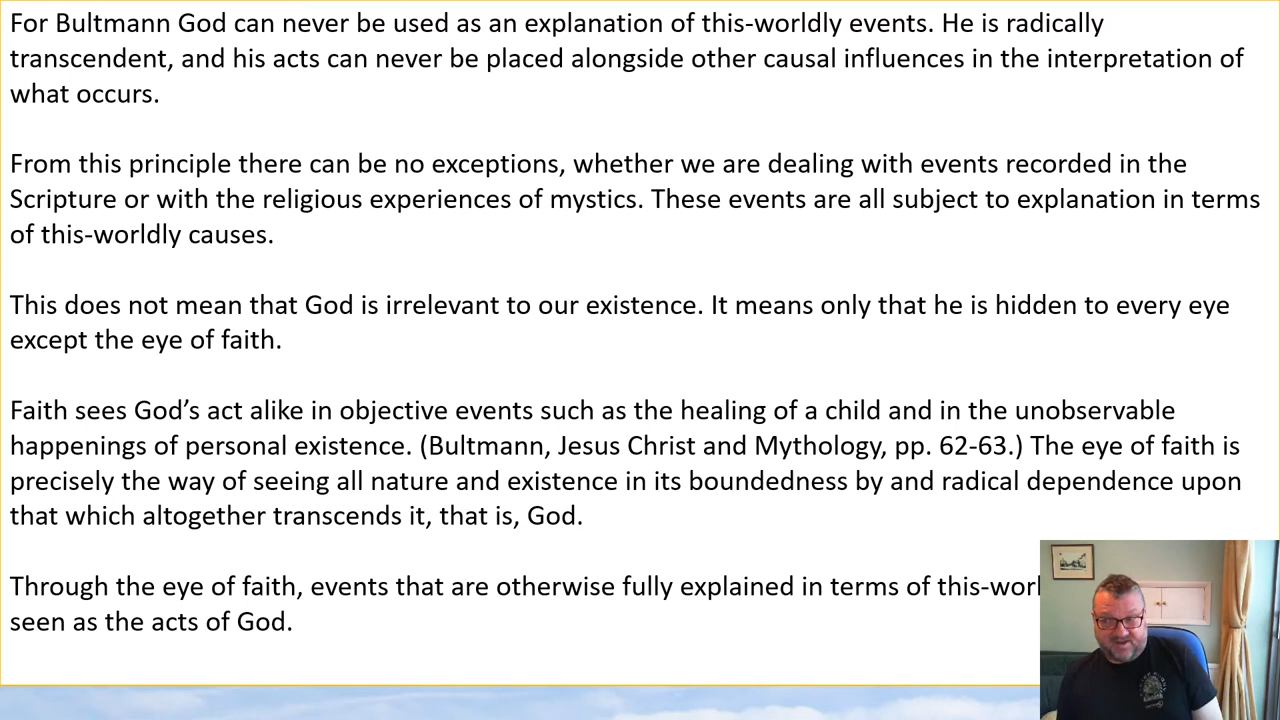 For Bultmann God can never be used as an explanation of this-worldly events. He is radically
transcendent, and his acts can never be placed alongside other causal influences in the interpretation of
what occurs.
From this principle there can be no exceptions, whether we are dealing with events recorded in the
Scripture or with the religious experiences of mystics. These events are all subject to explanation in terms
of this-worldly causes.
This does not mean that God is irrelevant to our existence. It means only that he is hidden to every eye
except the eye of faith.
Faith sees God’s act alike in objective events such as the healing of a child and in the unobservable
happenings of personal existence. (Bultmann, Jesus Christ and Mythology, pp. 62-63.) The eye of faith is
precisely the way of seeing all nature and existence in its boundedness by and radical dependence upon
that which altogether transcends it, that is, God.
Through the eye of faith, events that are otherwise fully explained in terms of
seen as the acts of God.